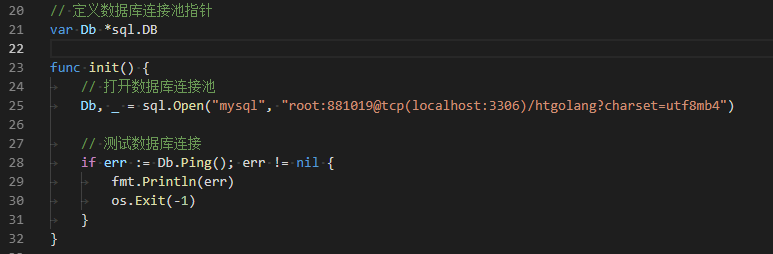 20 // 定义数据库连接池指针
21 var Db *sql.DB
22
23 func init() {
24 // 打开数据库连接池
25 Db, _ = sql.Open("mysql", "root:881019@tcp(localhost:3306)/htgolang?charset=utf8mb4")
26
27 // 测试数据库连接
28 if err := Db.Ping(); err != nil {
29 fmt.Println(err)
30 os.Exit(-1)
31 }
32 }